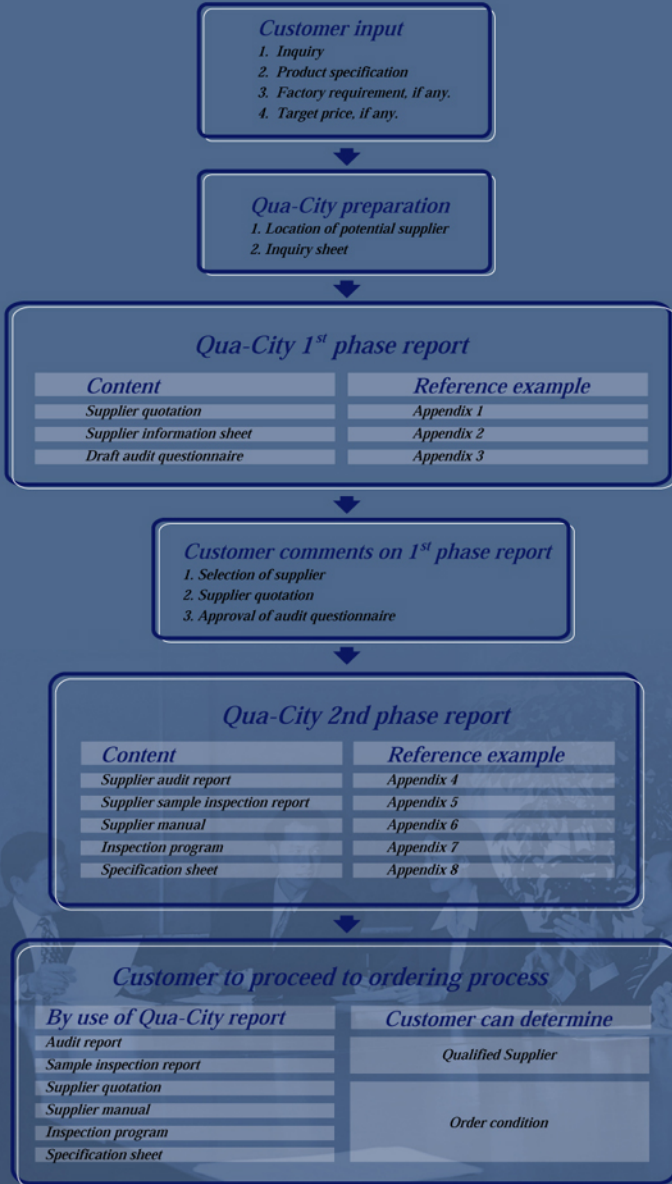 Customer input
1. Inquiry
2. Product specification
3. Factory requirement, if any.
4. Target price, if any.
Qua-City preparation
1. Location of potential supplier
2. Inquiry sheet
Qua-City 1st phase report
Content Reference example
Supplier quotation Appendix 1
Supplier information sheet Appendix 2
Draft audit questionnaire Appendix 3
Customer comments on 1st phase report
1. Selection of supplier
2. Supplier quotation
3. Approval of audit questionnaire
Qua-City 2nd phase report
Content Reference example
Supplier audit report Appendix 4
Supplier sample inspection report Appendix 5
Supplier manual Appendix 6
Inspection program Appendix 7
Specification sheet Appendix 8
Customer to proceed to ordering process
By use of Qua-City report Customer can determine
Audit report
Sample inspection report
Qualified Supplier
Supplier quotation
Supplier manual
Inspection program
Specification sheet
Order condition